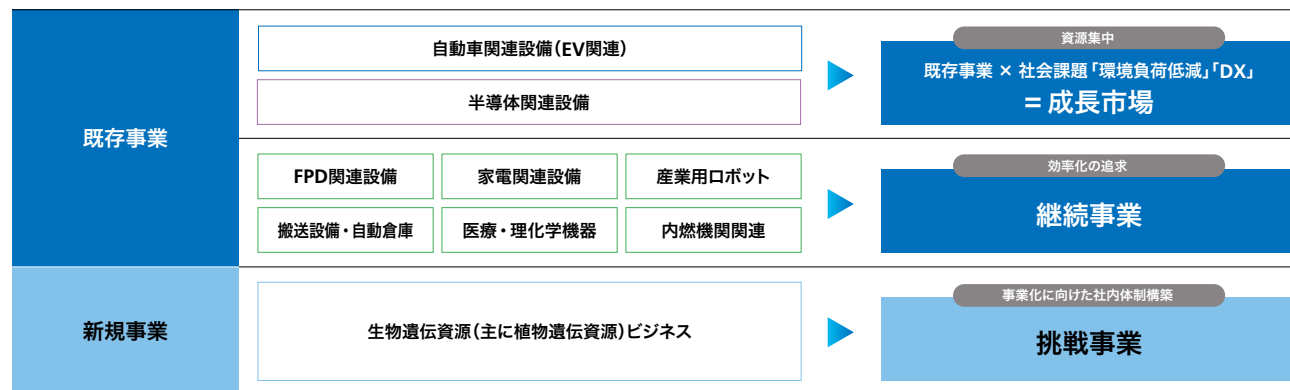 既存事業
自動車関連設備（EV関連）
半導体関連設備
資源集中
既存事業 × 社会課題「環境負荷低減」「DX」
＝成長市場
FPD関連設備
家電関連設備
産業用ロボット
搬送設備・自動倉庫
医療・理化学機器
内燃機関関連
効率化の追求
継続事業
新規事業
生物遺伝資源（主に植物遺伝資源）ビジネス
事業化に向けた社内体制構築
挑戦事業